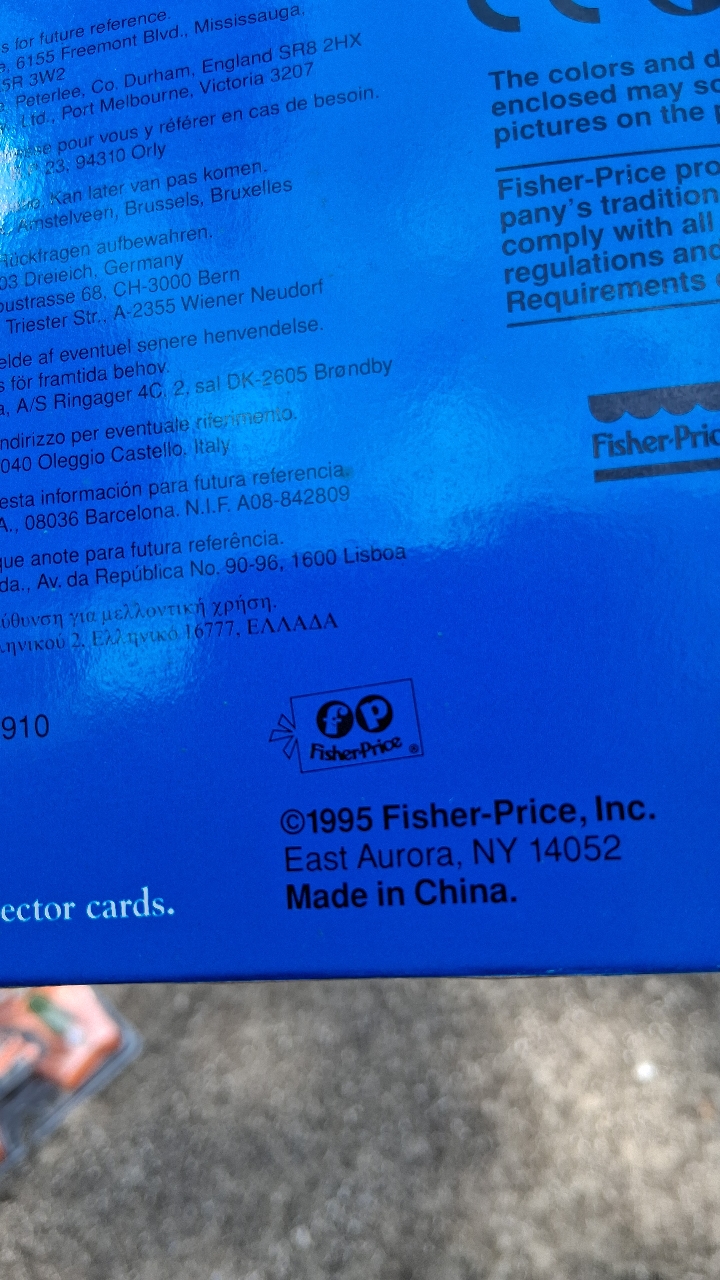 s for future reference.
, 6155 Freemont Blvd., Mississauga,
5R 3W2
Peterlee, Co. Durham, England SR8 2HX
Ltd., Port Melbourne, Victoria 3207
pour vous y référer en cas de besoin.
23, 94310 Orly
Kan later van pas komen.
Amstelveen, Brussels, Bruxelles
Rückfragen aufbewahren.
03 Dreieich, Germany
ustrasse 68, CH-3000 Bern
Triester Str., A-2355 Wiener Neudorf
elde af eventuel senere henvendelse.
s för framtida behov.
a, A/S Ringager 4C, 2, sal DK-2605 Brøndby
ndirizzo per eventuale riferimento.
040 Oleggio Castello, Italy
esta información para futura referencia.
A., 08036 Barcelona. N.I.F. A08-842809
que anote para futura referência.
da., Av. da República No. 90-96, 1600 Lisboa
ύθυνση για μελλοντική χρήση.
ληνικού 2, Ελληνικό 16777, ΕΛΛΑΔΑ
910
ector cards.
The colors and d
enclosed may
pictures on the
Fisher-Price pro
pany's tradition
comply with all
regulations and
Requirements
Fisher-Pric
fp
Fisher-Price ®
©1995 Fisher-Price, Inc.
East Aurora, NY 14052
Made in China.